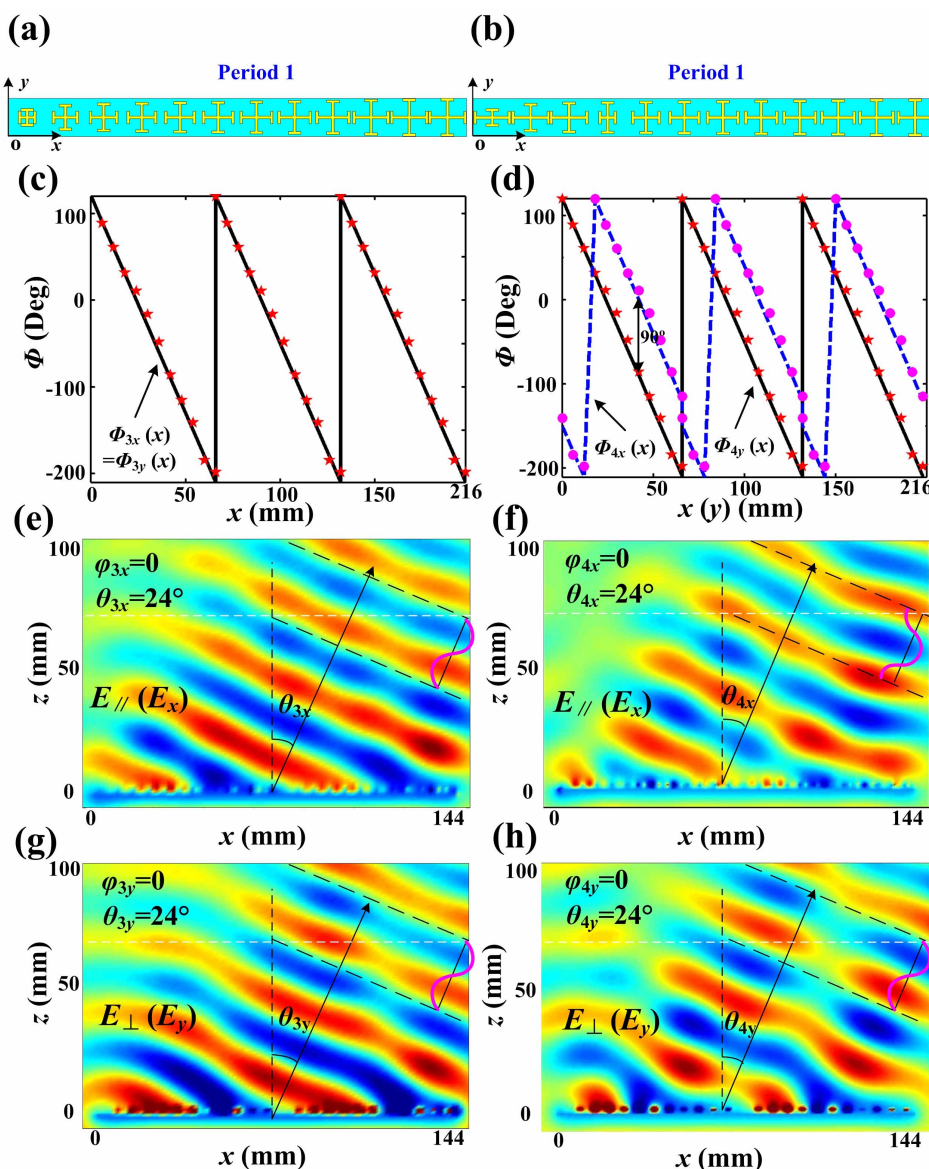 (a)
Period 1
y
o
x
(b)
Period 1
y
o
x
(c)
100
0
-100
-200
Φ (Deg)
Φ3x (x)
=Φ3y (x)
0
50
100
150
216
x (mm)
(d)
100
0
-100
-200
Φ (Deg)
90°
Φ4x (x)
Φ4y (x)
0
50
100
150
216
x (y) (mm)
(e)
100
50
0
z (mm)
φ3x=0
θ3x=24°
E// (Ex)
θ3x
0
144
x (mm)
(f)
100
50
0
z (mm)
φ4x=0
θ4x=24°
E// (Ex)
θ4x
0
144
x (mm)
(g)
100
50
0
z (mm)
φ3y=0
θ3y=24°
E⊥ (Ey)
θ3y
0
144
x (mm)
(h)
100
50
0
z (mm)
φ4y=0
θ4y=24°
E⊥ (Ey)
θ4y
0
144
x (mm)